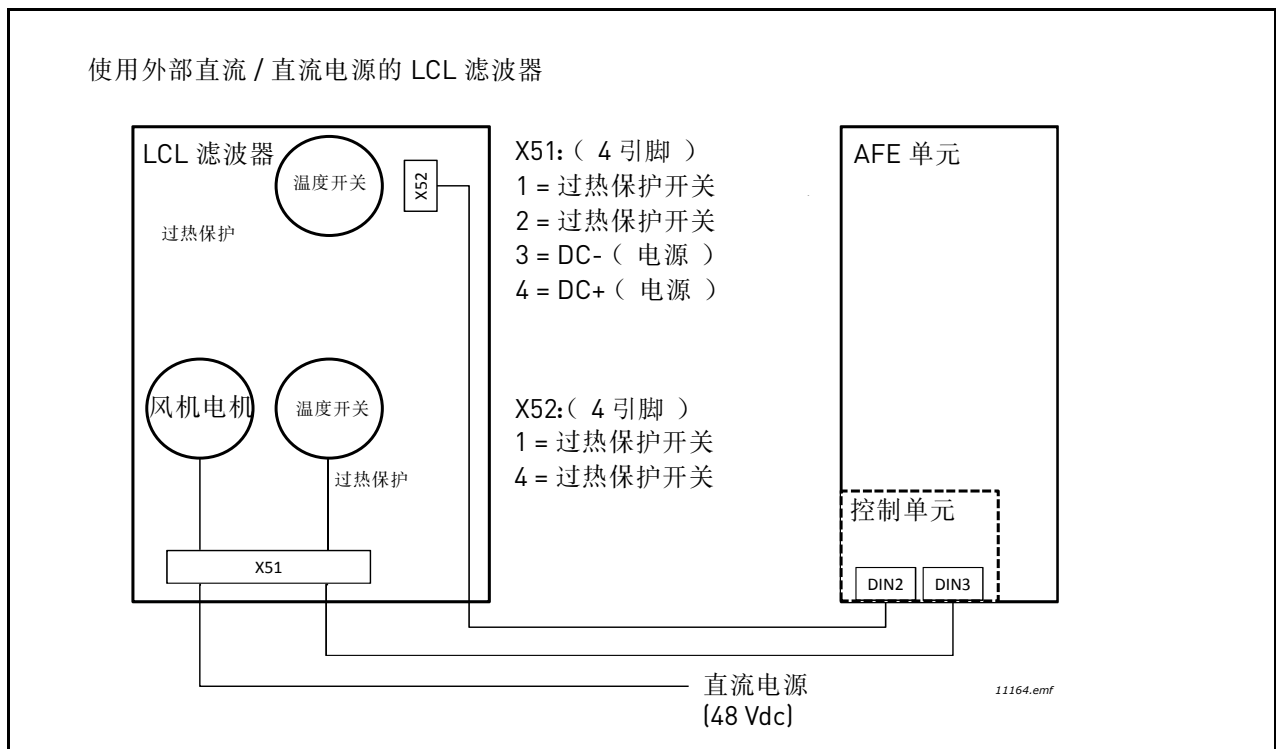 使用外部直流 / 直流电源的 LCL 滤波器
LCL 滤波器
温度开关
X52
过热保护
X51:（ 4 引脚 ）
1 = 过热保护开关
2 = 过热保护开关
3 = DC-（ 电源 ）
4 = DC+（ 电源 ）
AFE 单元
风机电机
温度开关
过热保护
X52:（ 4 引脚 ）
1 = 过热保护开关
4 = 过热保护开关
控制单元
X51
DIN2
DIN3
直流电源
(48 Vdc)
11164.emf